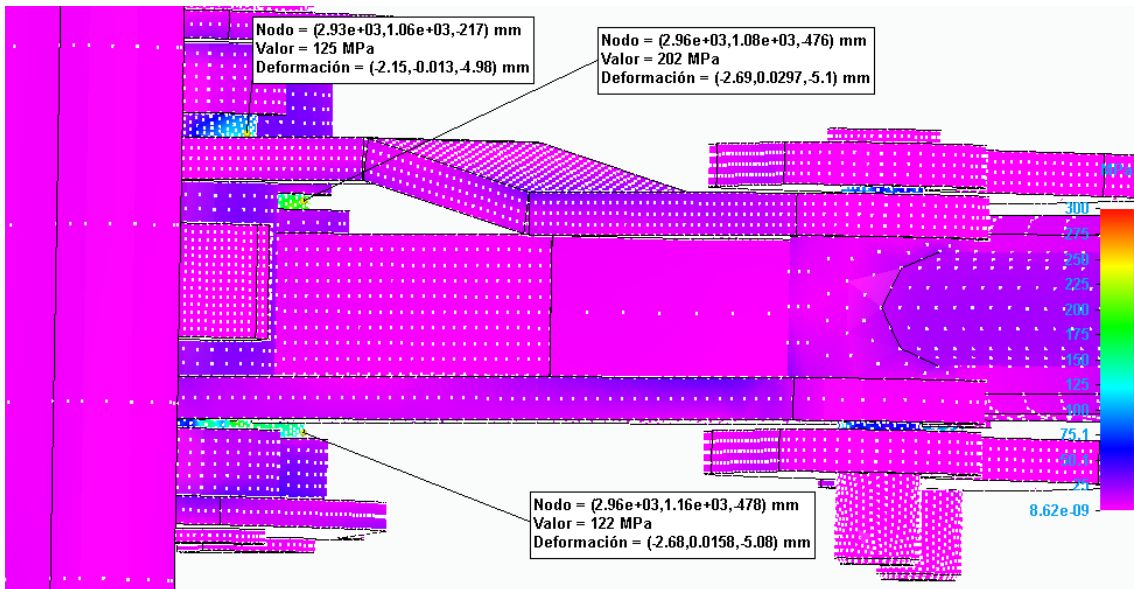 Nodo = (2.93e+03,1.06e+03,-217) mm
Valor = 125 MPa
Deformación = (-2.15,-0.013,-4.98) mm
Nodo = (2.96e+03,1.08e+03,-476) mm
Valor = 202 MPa
Deformación = (-2.69,0.0297,-5.1) mm
MPa
300
275
250
225
200
175
150
125
100
75.1
50.1
25
8.62e-09
Nodo = (2.96e+03,1.16e+03,-478) mm
Valor = 122 MPa
Deformación = (-2.68,0.0158,-5.08) mm